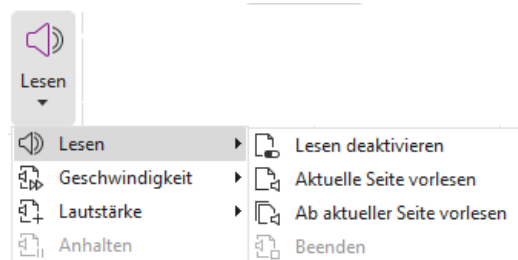 Lesen
Lesen
Geschwindigkeit
Lautstärke
Anhalten
Lesen deaktivieren
Aktuelle Seite vorlesen
Ab aktueller Seite vorlesen
Beenden